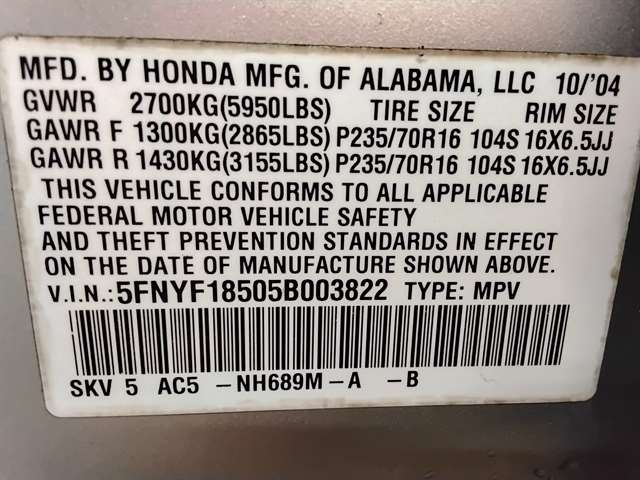 MFD. BY HONDA MFG. OF ALABAMA, LLC 10/'04
GVWR 2700KG(5950LBS) TIRE SIZE RIM SIZE
GAWR F 1300KG(2865LBS) P235/70R16 104S 16X6.5JJ
GAWR R 1430KG(3155LBS) P235/70R16 104S 16X6.5JJ
THIS VEHICLE CONFORMS TO ALL APPLICABLE
FEDERAL MOTOR VEHICLE SAFETY
AND THEFT PREVENTION STANDARDS IN EFFECT
ON THE DATE OF MANUFACTURE SHOWN ABOVE.
V.I.N.:5FNYF18505B003822 TYPE: MPV
SKV 5 AC5 -NH689M-A -B